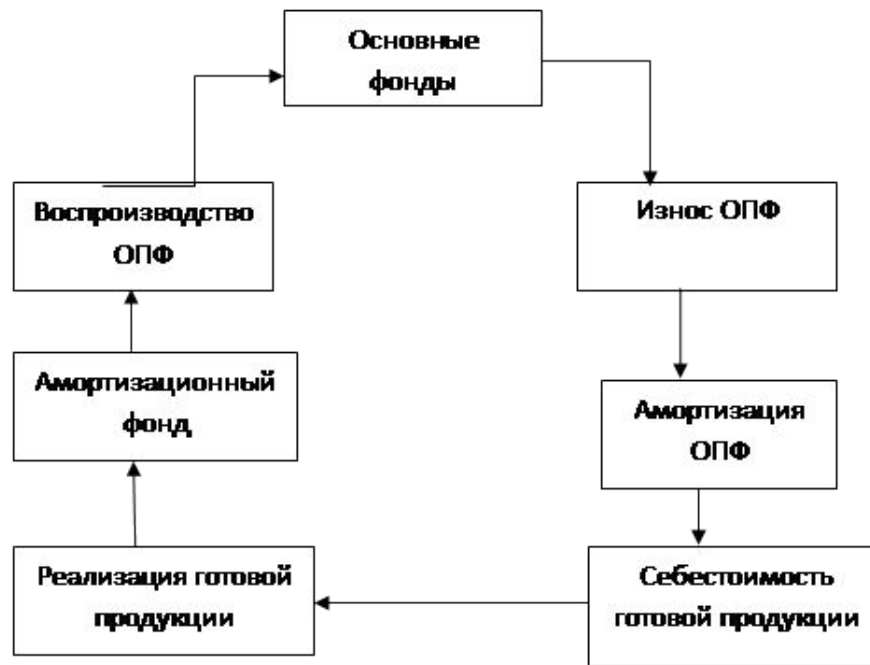 Основные
фонды
Воспроизводство
ОПФ
Износ ОПФ
Амортизационный
фонд
Амортизация
ОПФ
Реализация готовой
продукции
Себестоимость
готовой продукции